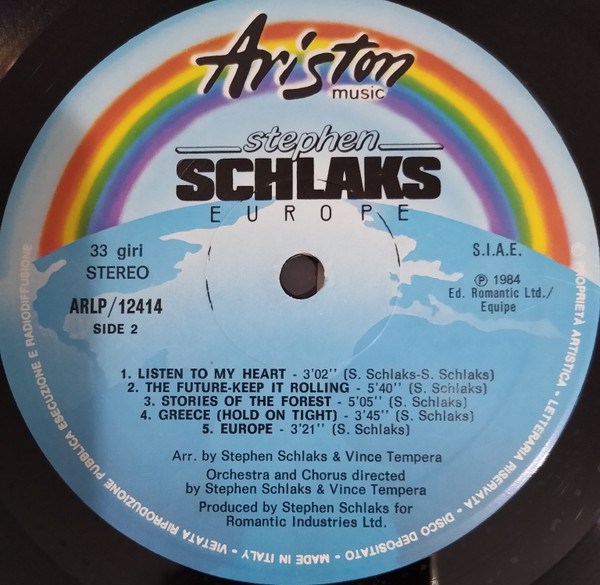 Ariston
music
stephen
SCHLAKS
EUROPE
33 giri
STEREO
ARLP/12414
SIDE 2
S.I.A.E.
℗ 1984
Ed. Romantic Ltd./
Equipe
1. LISTEN TO MY HEART - 3'02'' (S. Schlaks-S. Schlaks)
2. THE FUTURE-KEEP IT ROLLING - 5'40'' (S. Schlaks)
3. STORIES OF THE FOREST - 5'05'' (S. Schlaks)
4. GREECE (HOLD ON TIGHT) - 3'45'' (S. Schlaks)
5. EUROPE - 3'21'' (S. Schlaks)
Arr. by Stephen Schlaks & Vince Tempera
Orchestra and Chorus directed
by Stephen Schlaks & Vince Tempera
Produced by Stephen Schlaks for
Romantic Industries Ltd.
© PROPRIETÀ ARTISTICA - LETTERARIA RISERVATA - DISCO DEPOSITATO - MADE IN ITALY - VIETATA RIPRODUZIONE PUBBLICA ESECUZIONE E RADIODIFFUSIONE